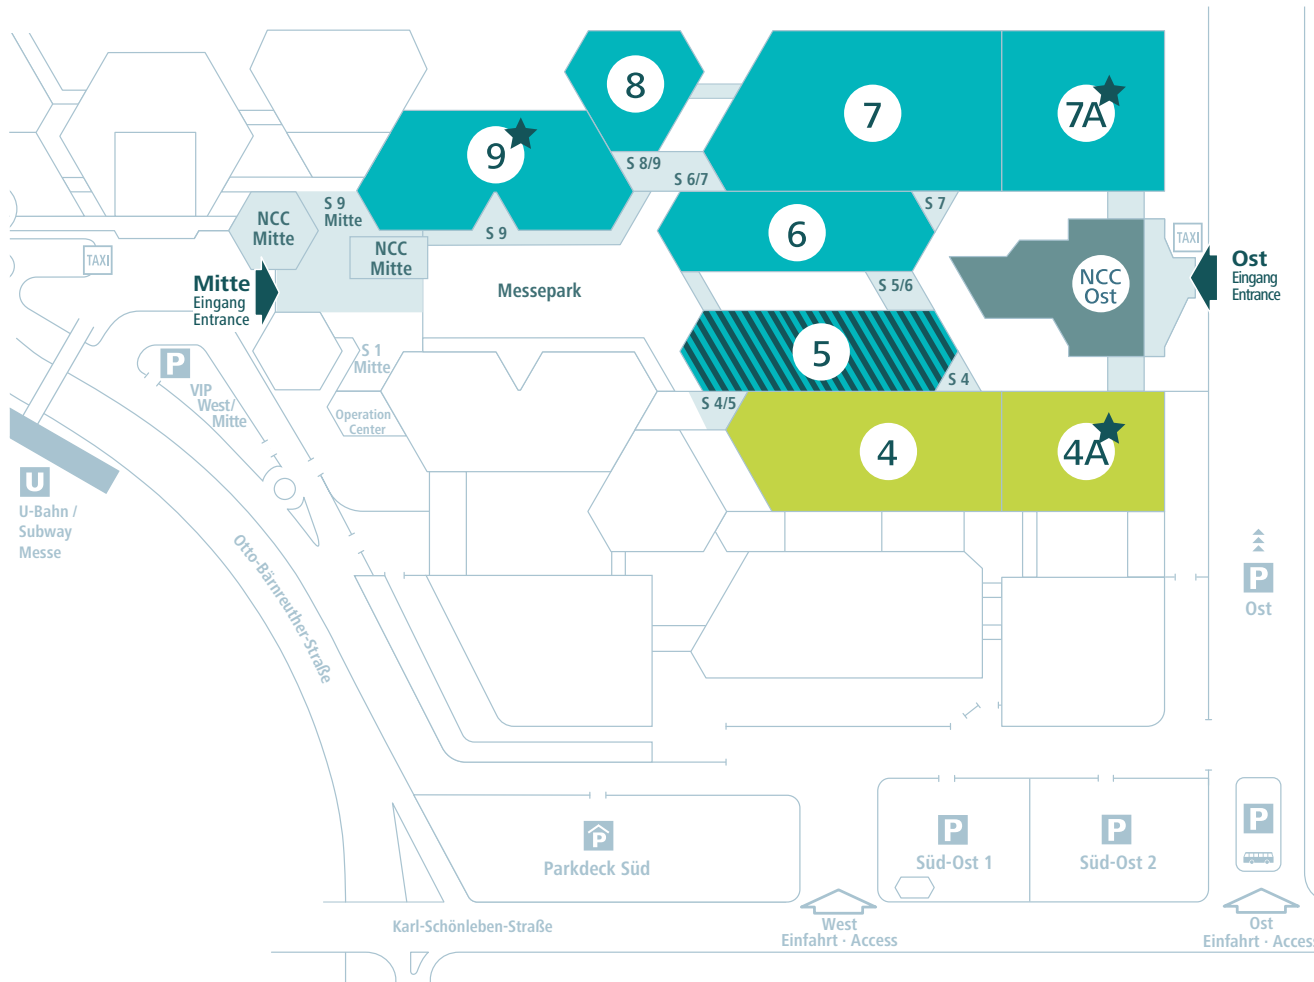 8
7
7A
9
S 8/9
S 6/7
S 9
Mitte
NCC
Mitte
S 9
NCC
Mitte
6
S 7
TAXI
TAXI
Mitte
Eingang
Entrance
Messepark
S 5/6
NCC
Ost
Ost
Eingang
Entrance
5
S 1
Mitte
P
VIP
West/
Mitte
S 4
S 4/5
Operation
Center
4
4A
U
U-Bahn /
Subway
Messe
Otto-Bärnreuther-Straße
P
Ost
P
Parkdeck Süd
P
Süd-Ost 1
P
Süd-Ost 2
P
Karl-Schönleben-Straße
West
Einfahrt · Access
Ost
Einfahrt · Access